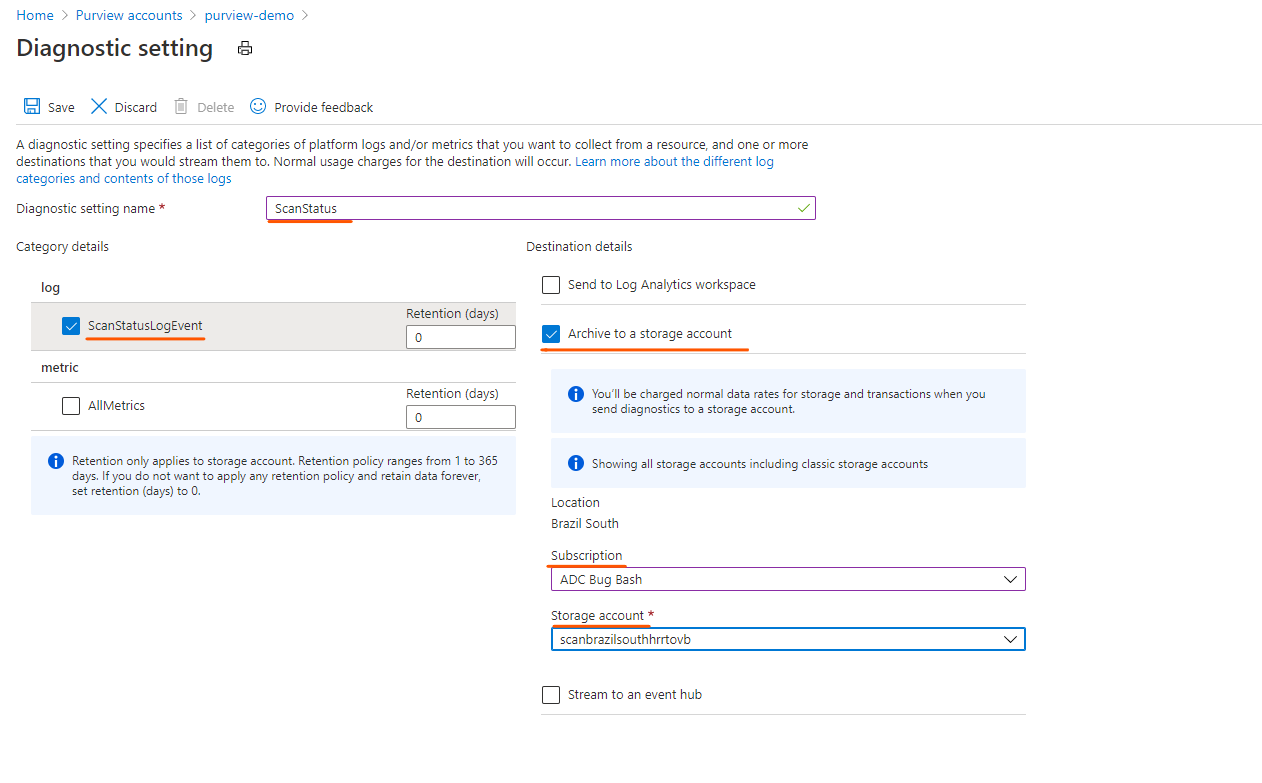 Home > Purview accounts > purview-demo >
Diagnostic setting
Save Discard Delete Provide feedback
A diagnostic setting specifies a list of categories of platform logs and/or metrics that you want to collect from a resource, and one or more
destinations that you would stream them to. Normal usage charges for the destination will occur. Learn more about the different log
categories and contents of those logs
Diagnostic setting name *
ScanStatus
Category details
log
ScanStatusLogEvent
Retention (days)
0
metric
AllMetrics
Retention (days)
0
Retention only applies to storage account. Retention policy ranges from 1 to 365
days. If you do not want to apply any retention policy and retain data forever,
set retention (days) to 0.
Destination details
Send to Log Analytics workspace
Archive to a storage account
You'll be charged normal data rates for storage and transactions when you
send diagnostics to a storage account.
Showing all storage accounts including classic storage accounts
Location
Brazil South
Subscription
ADC Bug Bash
Storage account *
scanbrazilsouthhrrtovb
Stream to an event hub